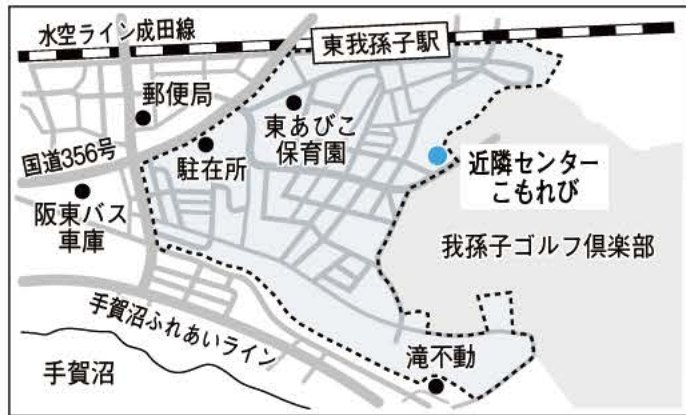 水空ライン成田線
東我孫子駅
郵便局
東あびこ
保育園
国道356号
駐在所
近隣センター
こもれび
阪東バス
車庫
我孫子ゴルフ倶楽部
手賀沼ふれあいライン
手賀沼
滝不動